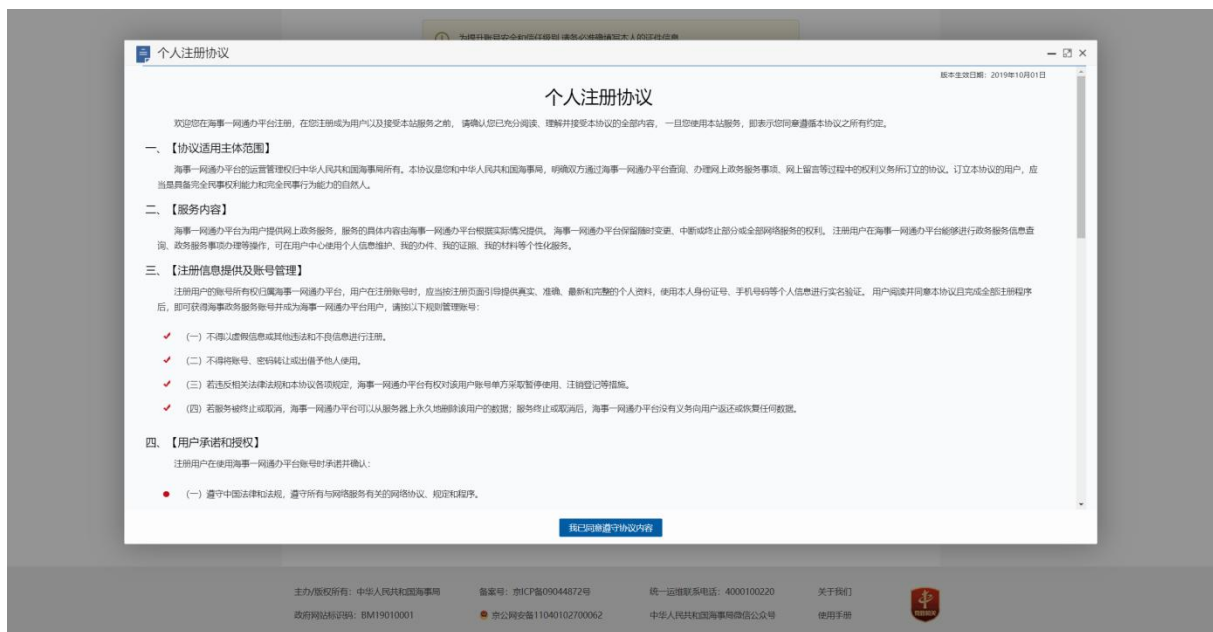 为提升账号安全和信任级别,请务必准确填写本人的证件信息
个人注册协议
版本生效日期：2019年10月01日
个人注册协议
欢迎您在海事一网通办平台注册，在您注册成为用户以及接受本站服务之前， 请确认您已充分阅读、理解并接受本协议的全部内容， 一旦您使用本站服务，即表示您同意遵循本协议之所有约定。
一、【协议适用主体范围】
海事一网通办平台的运营管理权归中华人民共和国海事局所有。本协议是您和中华人民共和国海事局，明确双方通过海事一网通办平台查询、办理网上政务服务事项、网上留言等过程中的权利义务所订立的协议。订立本协议的用户，应
当是具备完全民事权利能力和完全民事行为能力的自然人。
二、【服务内容】
海事一网通办平台为用户提供网上政务服务，服务的具体内容由海事一网通办平台根据实际情况提供。 海事一网通办平台保留随时变更、中断或终止部分或全部网络服务的权利。 注册用户在海事一网通办平台能够进行政务服务信息查
询、政务服务事项办理等操作，可在用户中心使用个人信息维护、我的办件、我的证照、我的材料等个性化服务。
三、【注册信息提供及账号管理】
注册用户的账号所有权归属海事一网通办平台，用户在注册账号时，应当按注册页面引导提供真实、准确、最新和完整的个人资料，使用本人身份证号、手机号码等个人信息进行实名验证。 用户阅读并同意本协议且完成全部注册程序
后，即可获得海事政务服务账号并成为海事一网通办平台用户，请按以下规则管理账号：
（一）不得以虚假信息或其他违法和不良信息进行注册。
（二）不得将账号、密码转让或出借予他人使用。
（三）若违反相关法律法规和本协议各项规定，海事一网通办平台有权对该用户账号单方采取暂停使用、注销登记等措施。
（四）若服务被终止或取消，海事一网通办平台可以从服务器上永久地删除该用户的数据；服务终止或取消后，海事一网通办平台没有义务向用户返还或恢复任何数据。
四、【用户承诺和授权】
注册用户在使用海事一网通办平台账号时承诺并确认：
（一）遵守中国法律和法规，遵守所有与网络服务有关的网络协议、规定和程序。
我已同意遵守协议内容
主办/版权所有：中华人民共和国海事局 备案号：京ICP备09044872号 统一运维联系电话：4000100220 关于我们
政府网站标识码：BM19010001 京公网安备11040102700062 中华人民共和国海事局微信公众号 使用手册